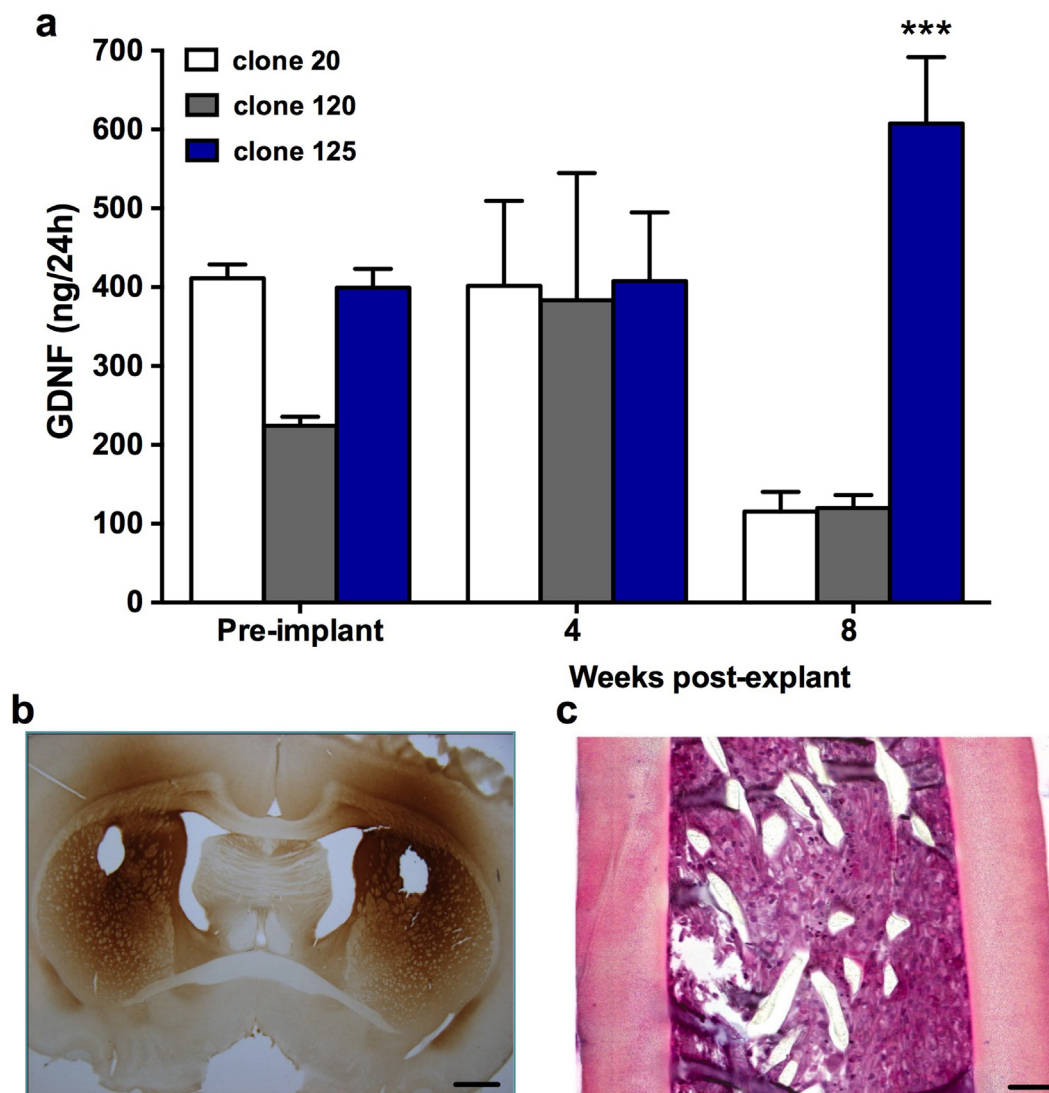 a
***
700
600
500
400
300
200
100
0
GDNF (ng/24h)
clone 20
clone 120
clone 125
Pre-implant 4 8
Weeks post-explant
b
c